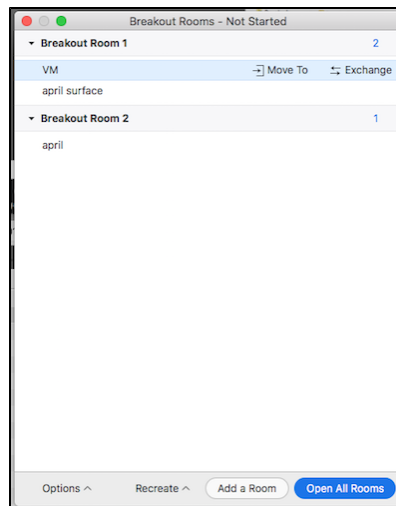 Breakout Rooms - Not Started
Breakout Room 1 2
VM Move To Exchange
april surface
Breakout Room 2 1
april
Options Recreate Add a Room Open All Rooms